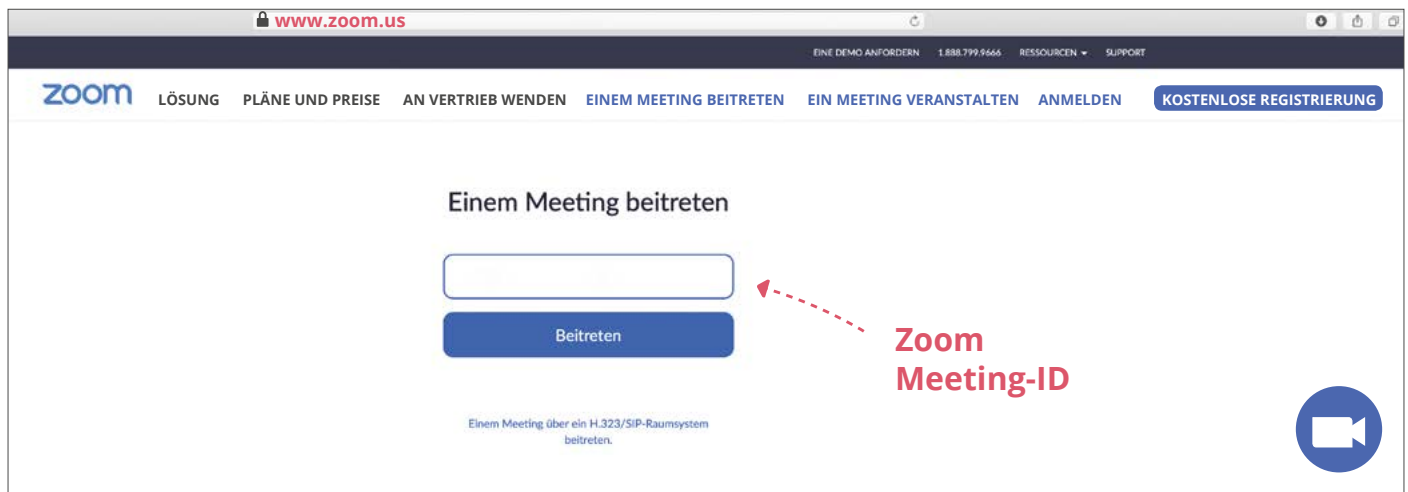 www.zoom.us
EINE DEMO ANFORDERN 1.888.799.9666 RESSOURCEN SUPPORT
zoom LÖSUNG PLÄNE UND PREISE AN VERTRIEB WENDEN EINEM MEETING BEITRETEN EIN MEETING VERANSTALTEN ANMELDEN KOSTENLOSE REGISTRIERUNG
Einem Meeting beitreten
Beitreten
Zoom
Meeting-ID
Einem Meeting über ein H.323/SIP-Raumsystem
beitreten.